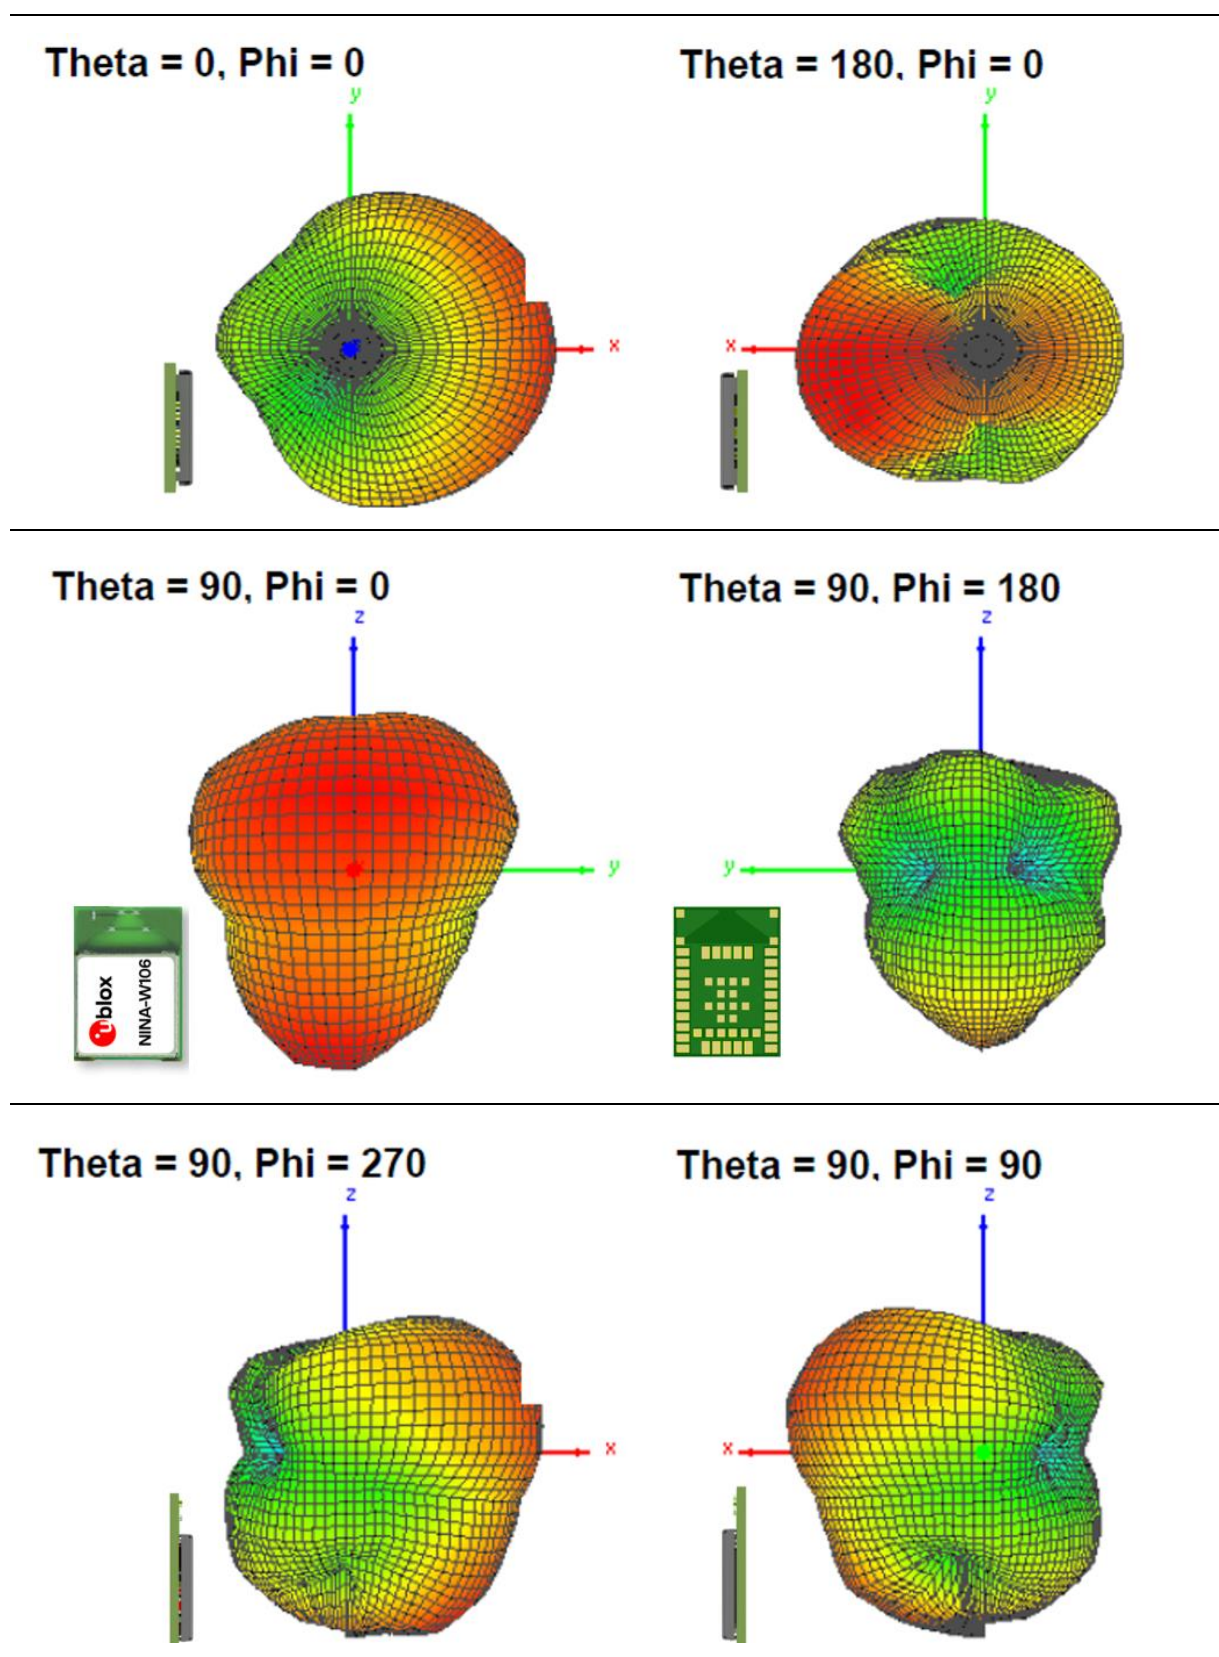 Theta = 0, Phi = 0
Theta = 180, Phi = 0
y
y
x
x
Theta = 90, Phi = 0
Theta = 90, Phi = 180
z
z
y
y
ublox
NINA-W106
Theta = 90, Phi = 270
Theta = 90, Phi = 90
z
z
x
x